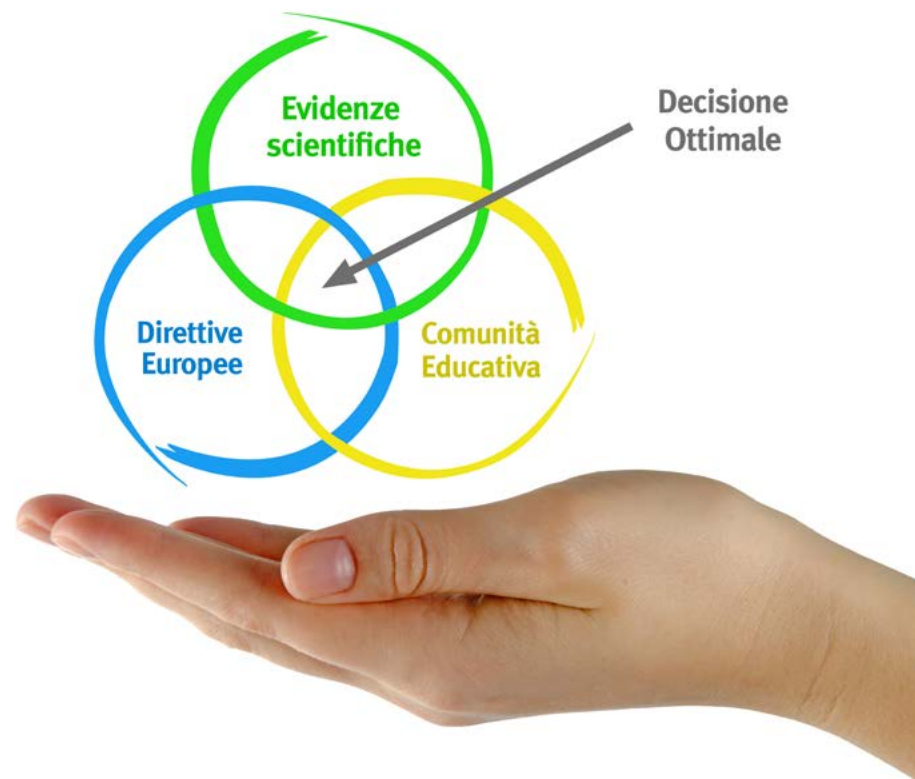 Evidenze
scientifiche
Decisione
Ottimale
Direttive
Europee
Comunità
Educativa